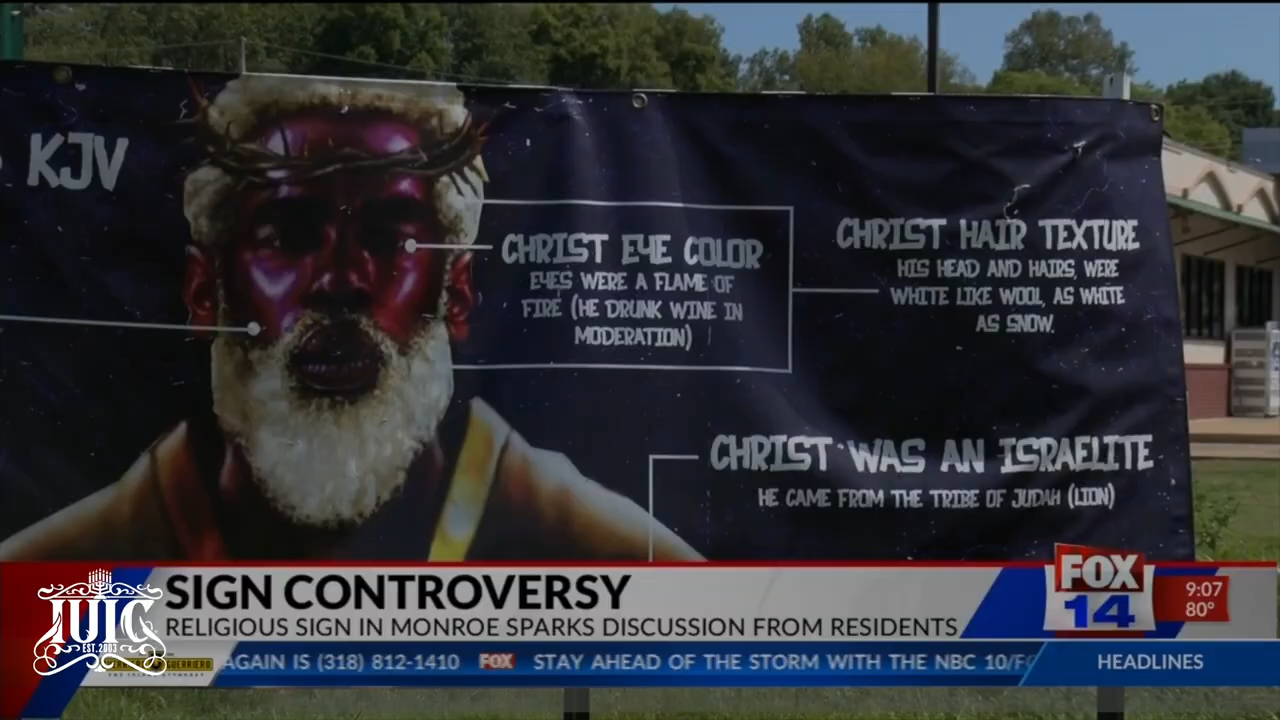 KJV
CHRIST EYE COLOR
EYES WERE A FLAME OF
FIRE (HE DRUNK WINE IN
MODERATION)
CHRIST HAIR TEXTURE
HIS HEAD AND HAIRS, WERE
WHITE LIKE WOOL, AS WHITE
AS SNOW.
CHRIST WAS AN ISRAELITE
HE CAME FROM THE TRIBE OF JUDAH (LION)
SIGN CONTROVERSY
RELIGIOUS SIGN IN MONROE SPARKS DISCUSSION FROM RESIDENTS
FOX
14
9:07
80°
IUIC
EST. 2003
GUERRIERO
AGAIN IS (318) 812-1410 FOX STAY AHEAD OF THE STORM WITH THE NBC 10/FO
HEADLINES